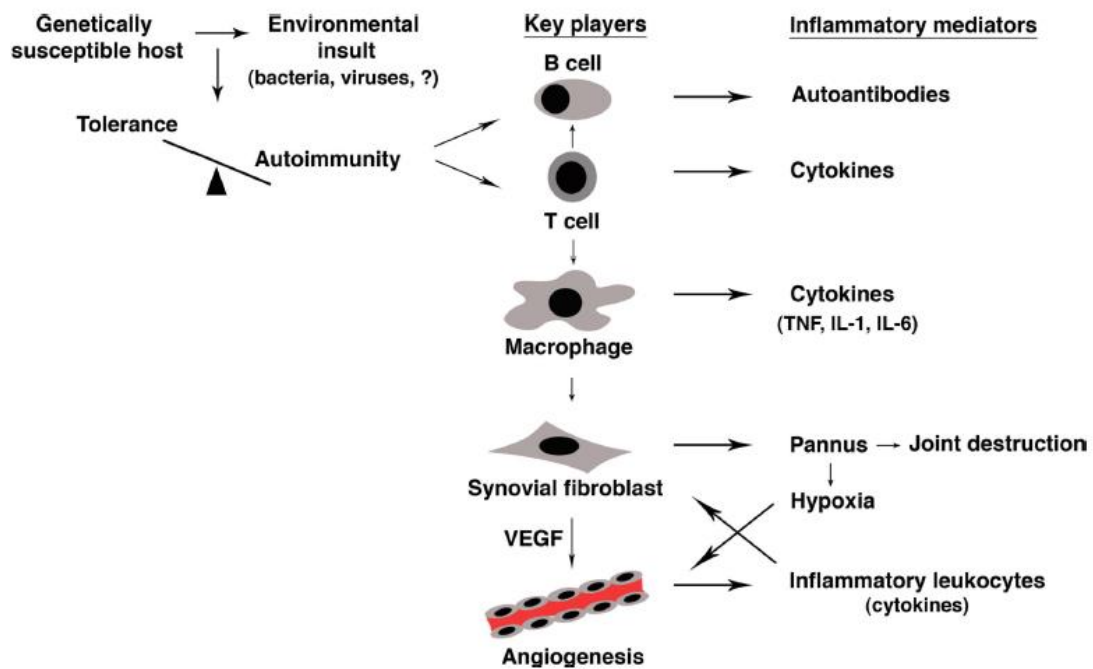 Genetically
susceptible host
Environmental
insult
(bacteria, viruses, ?)
Tolerance
Autoimmunity
Key players
B cell
T cell
Macrophage
Synovial fibroblast
VEGF
Angiogenesis
Inflammatory mediators
Autoantibodies
Cytokines
Cytokines
(TNF, IL-1, IL-6)
Pannus
Joint destruction
Hypoxia
Inflammatory leukocytes
(cytokines)